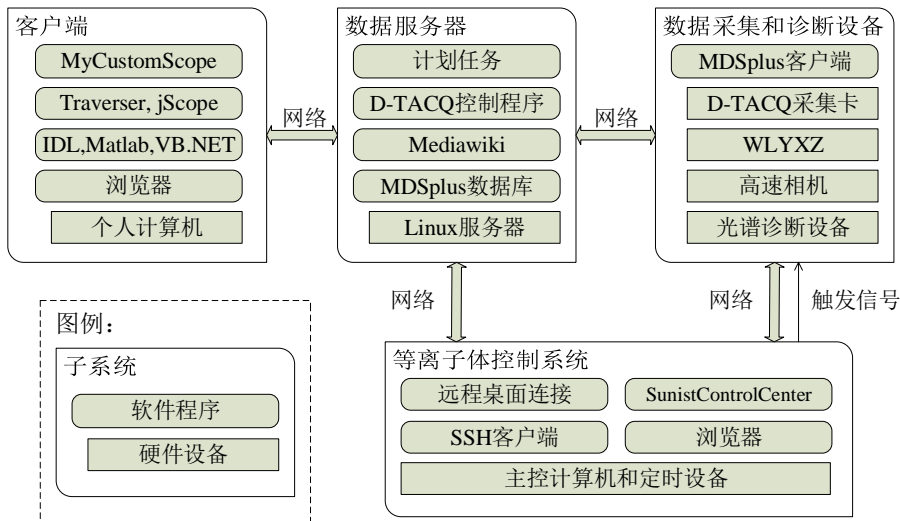 客户端
MyCustomScope
Traverser, jScope
IDL,Matlab,VB.NET
浏览器
个人计算机
网络
数据服务器
计划任务
D-TACQ控制程序
Mediawiki
MDSplus数据库
Linux服务器
网络
数据采集和诊断设备
MDSplus客户端
D-TACQ采集卡
WLYXZ
高速相机
光谱诊断设备
网络
网络
触发信号
图例：
子系统
软件程序
硬件设备
等离子体控制系统
远程桌面连接
SunistControlCenter
SSH客户端
浏览器
主控计算机和定时设备